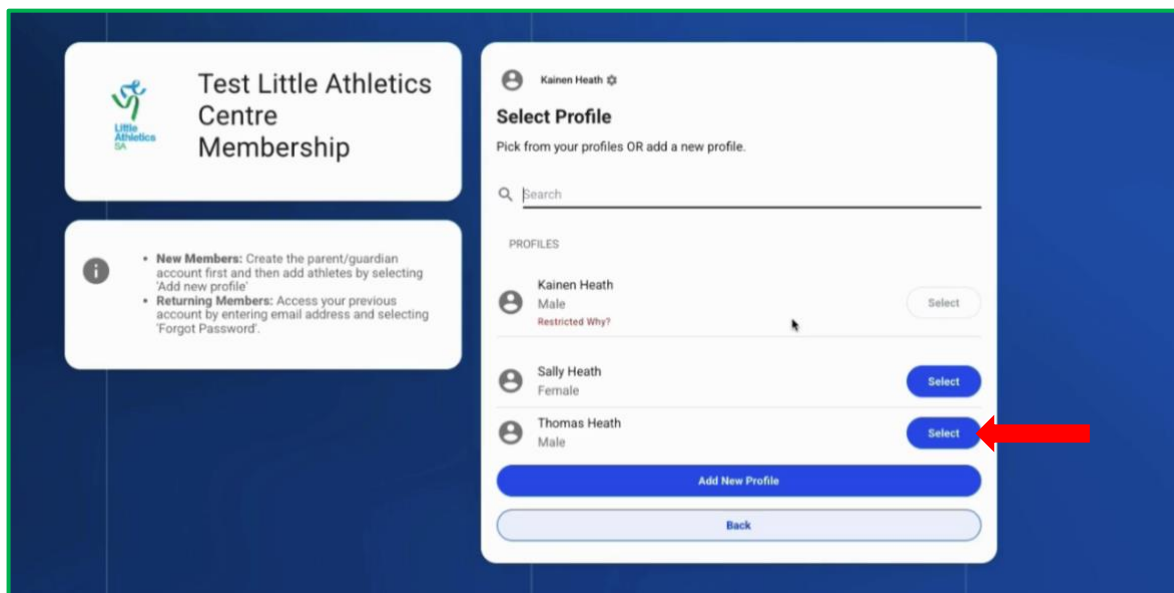 Little
Athletics
SA
Test Little Athletics
Centre
Membership
• New Members: Create the parent/guardian
account first and then add athletes by selecting
'Add new profile'
• Returning Members: Access your previous
account by entering email address and selecting
'Forgot Password'.
Kainen Heath
Select Profile
Pick from your profiles OR add a new profile.
Search
PROFILES
Kainen Heath
Male
Restricted Why?
Select
Sally Heath
Female
Select
Thomas Heath
Male
Select
Add New Profile
Back